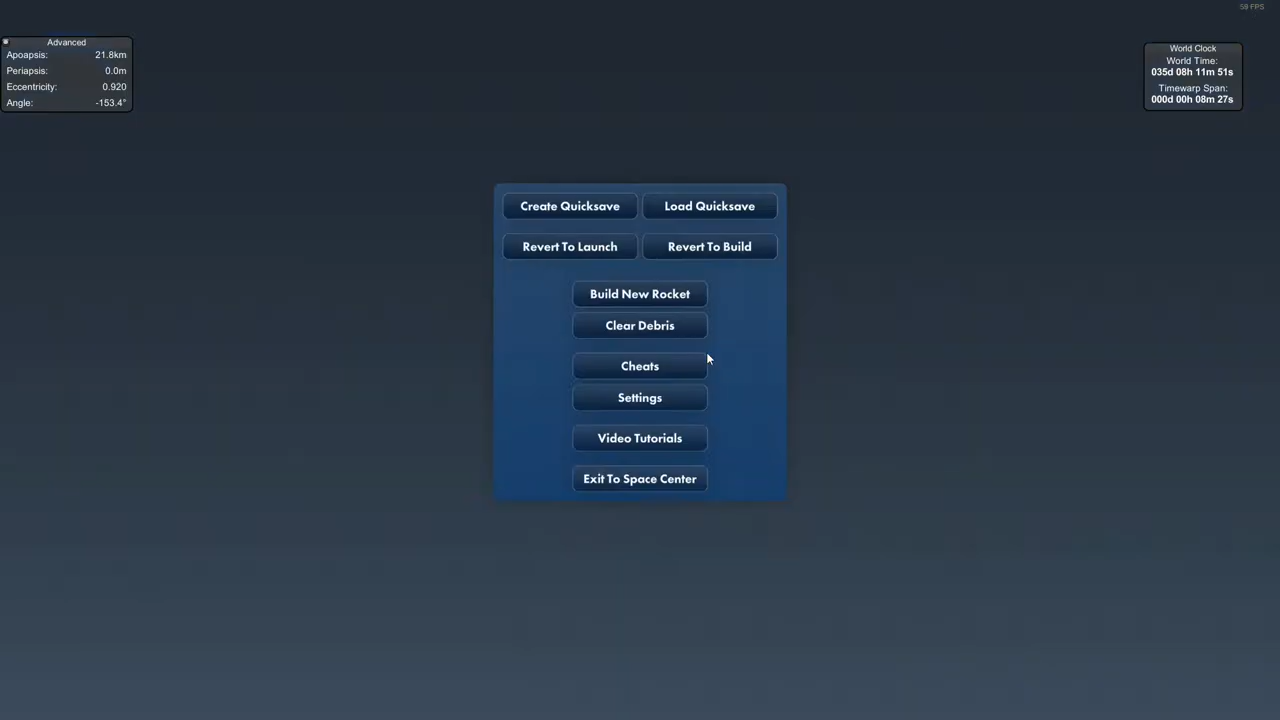 59 FPS
Advanced
Apoapsis: 21.8km
Periapsis: 0.0m
Eccentricity: 0.920
Angle: -153.4°
World Clock
World Time:
035d 08h 11m 51s
Timewarp Span:
000d 00h 08m 27s
Create Quicksave Load Quicksave
Revert To Launch Revert To Build
Build New Rocket
Clear Debris
Cheats
Settings
Video Tutorials
Exit To Space Center